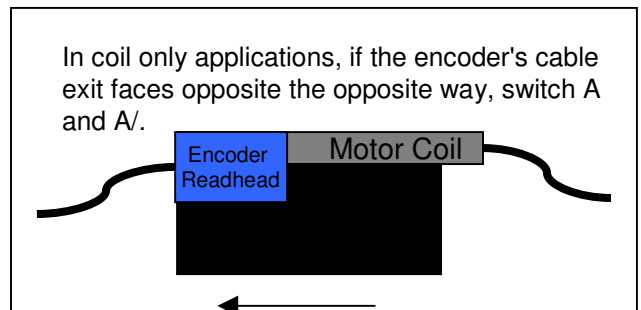 In coil only applications, if the encoder's cable
exit faces opposite the opposite way, switch A
and A/.
Encoder
Readhead
Motor Coil